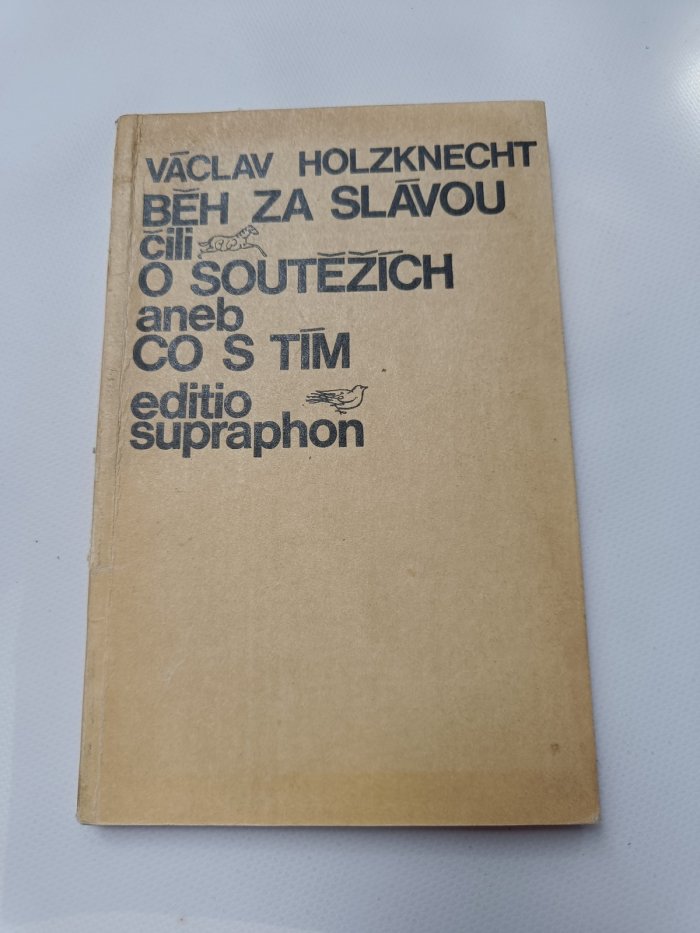 VÁCLAV HOLZKNECHT
BĚH ZA SLÁVOU
čili
O SOUTĚŽÍCH
aneb
CO S TÍM
editio
supraphon